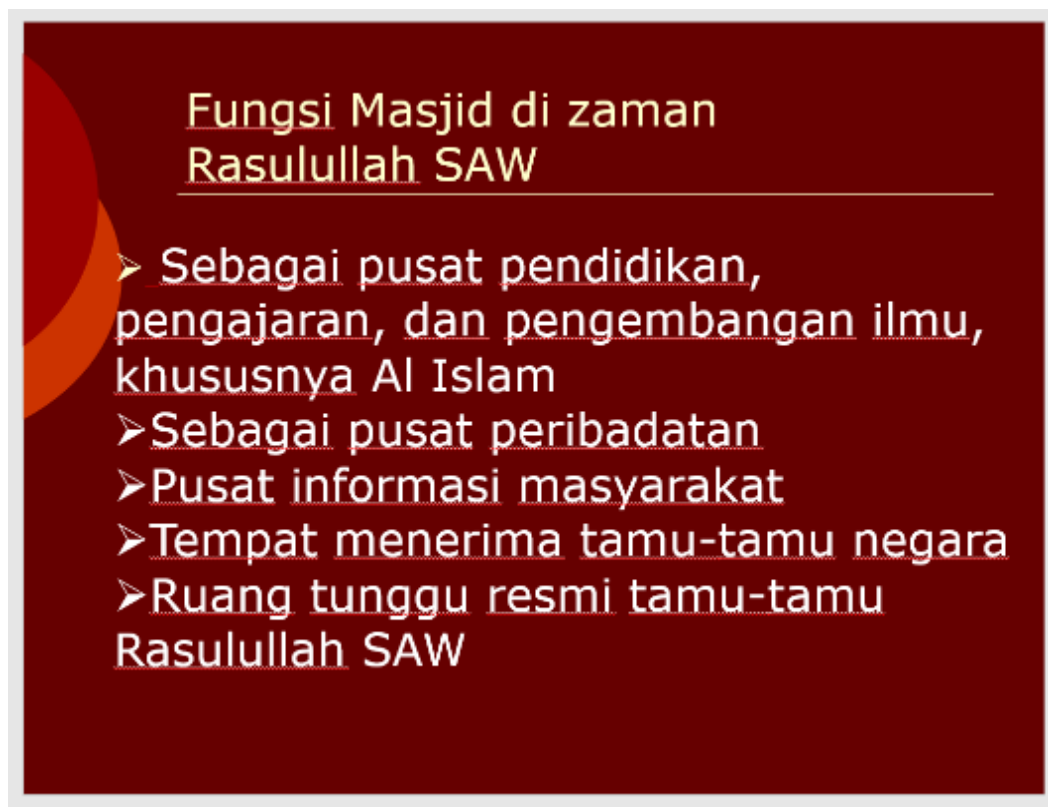 Fungsi Masjid di zaman
Rasulullah SAW
➢ Sebagai pusat pendidikan,
pengajaran, dan pengembangan ilmu,
khususnya Al Islam
➢Sebagai pusat peribadatan
➢Pusat informasi masyarakat
➢Tempat menerima tamu-tamu negara
➢Ruang tunggu resmi tamu-tamu
Rasulullah SAW